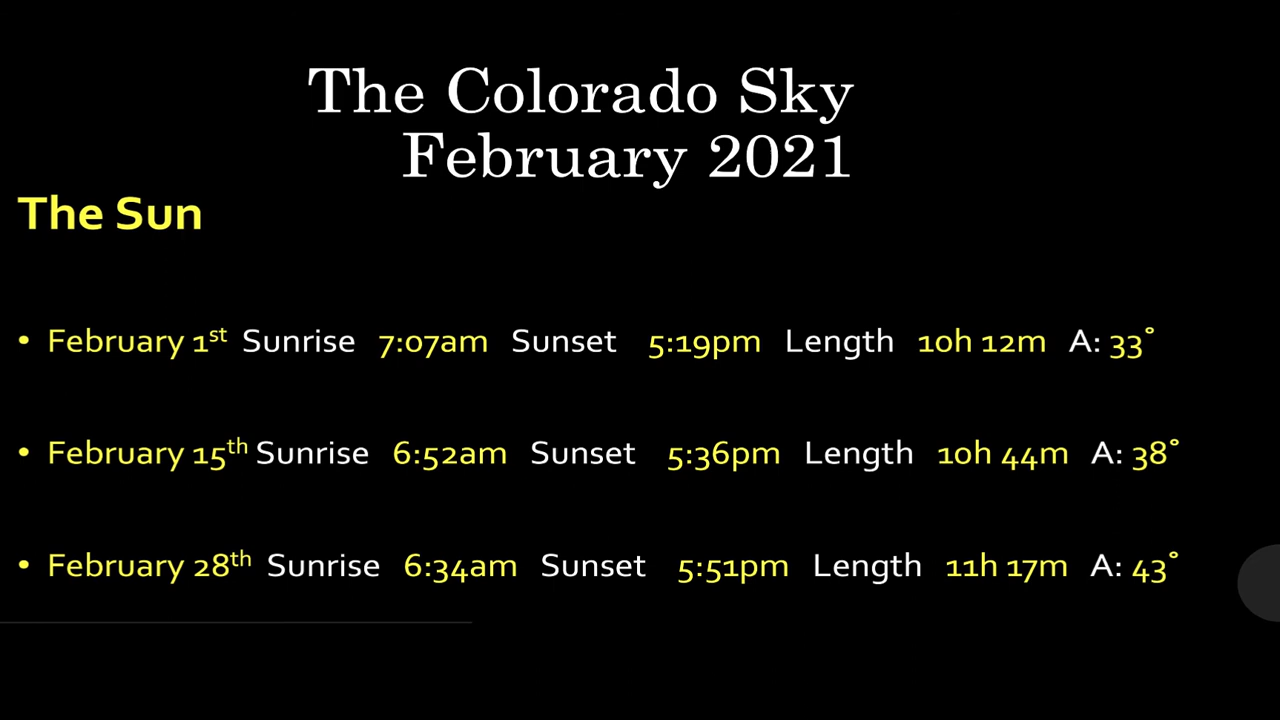 The Colorado Sky
February 2021
The Sun
• February 1st Sunrise 7:07am Sunset 5:19pm Length 10h 12m A: 33˚
• February 15th Sunrise 6:52am Sunset 5:36pm Length 10h 44m A: 38˚
• February 28th Sunrise 6:34am Sunset 5:51pm Length 11h 17m A: 43˚